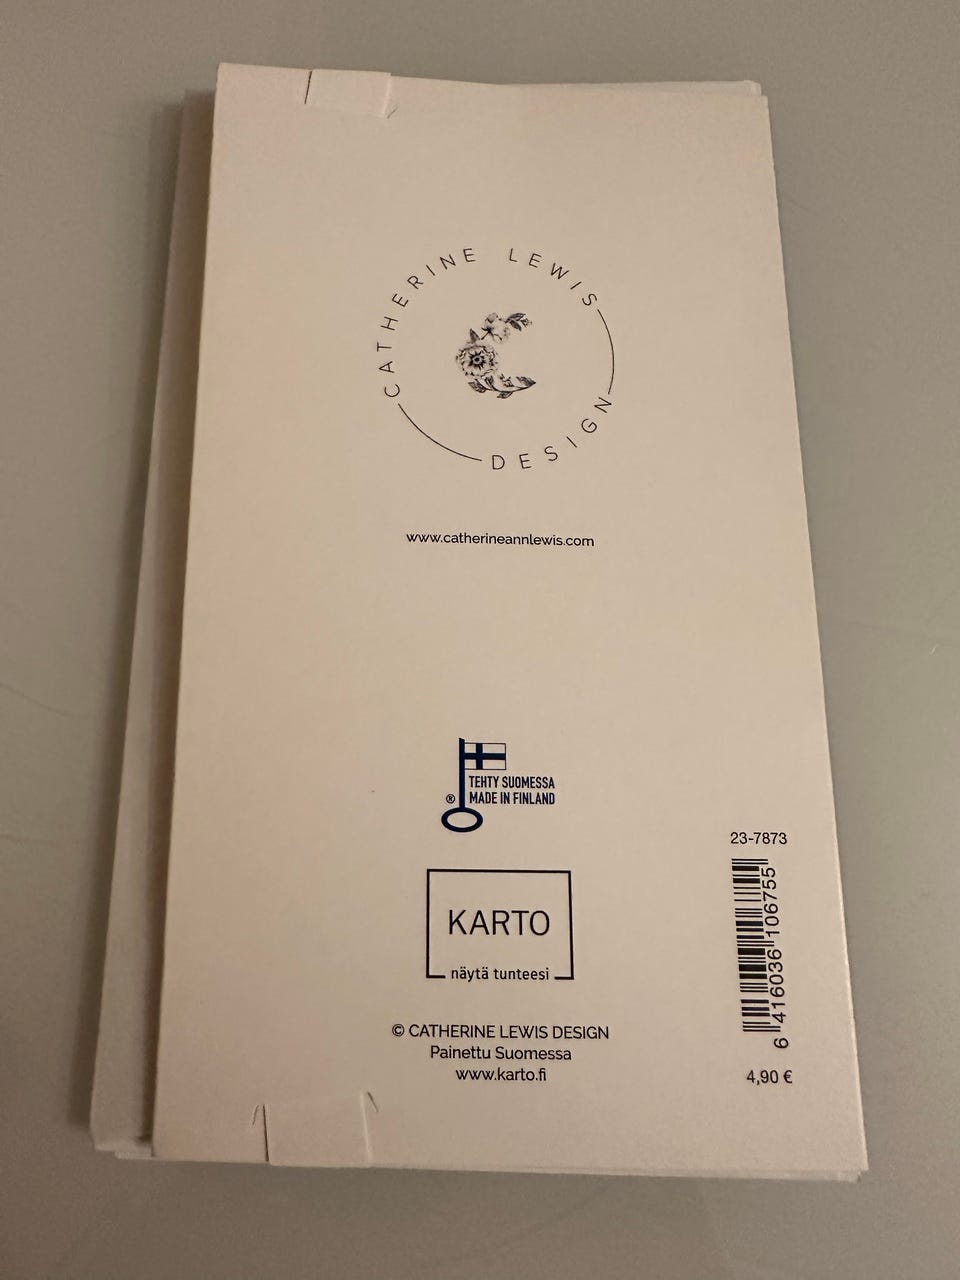 CATHERINE LEWIS
DESIGN
www.catherineannlewis.com
TEHTY SUOMESSA
® MADE IN FINLAND
KARTO
näytä tunteesi
© CATHERINE LEWIS DESIGN
Painettu Suomessa
www.karto.fi
23-7873
6 416036 106755
4,90 €